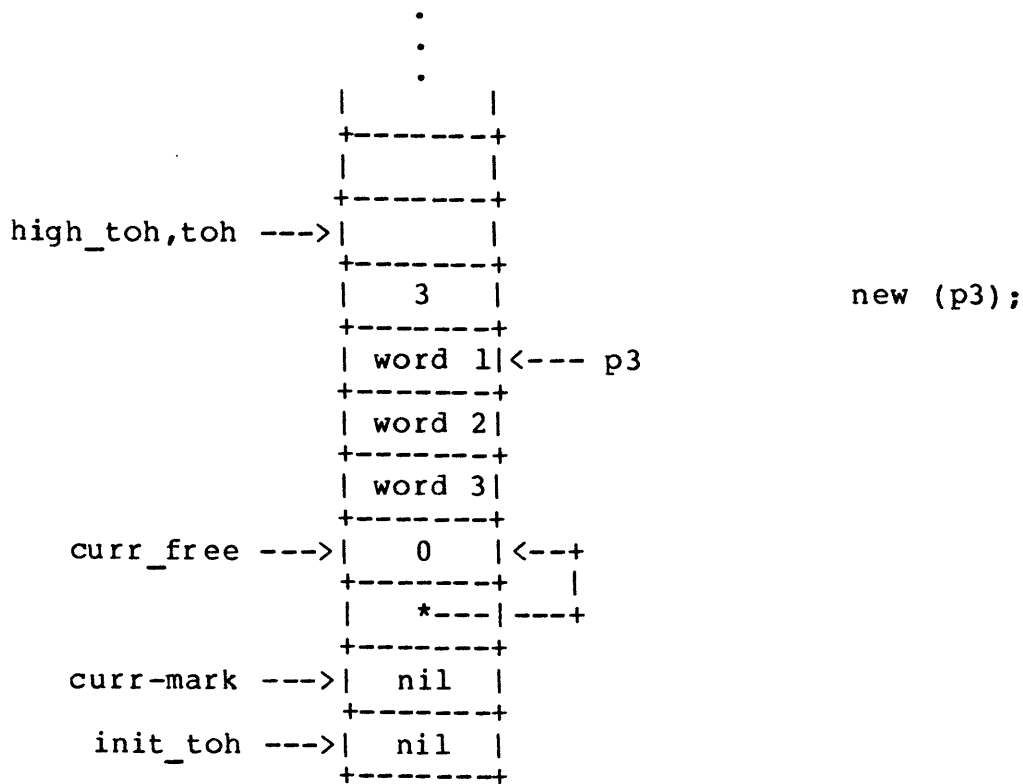 .
.
.
|       |
+-------+
|       |
+-------+
high_toh,toh --->|       |
+-------+
|   3   | new (p3);
+-------+
| word 1|<--- p3
+-------+
| word 2|
+-------+
| word 3|
+-------+
curr_free --->|   0   |<--+
+-------+   |
|   *---|---+
+-------+
curr-mark --->|  nil  |
+-------+
init_toh --->|  nil  |
+-------+